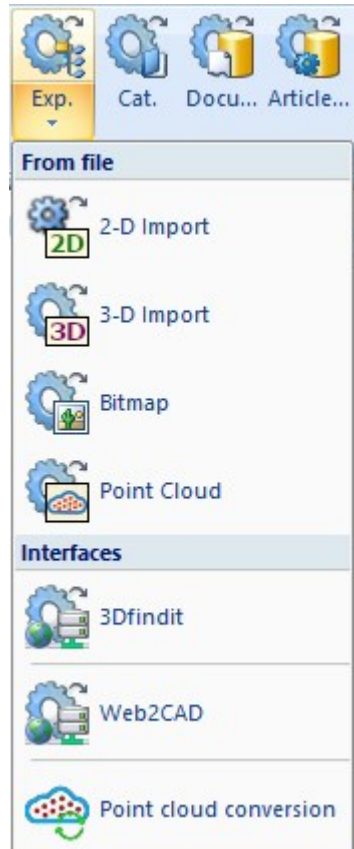 Exp. Cat. Docu... Article...
From file
2D 2-D Import
3D 3-D Import
Bitmap
Point Cloud
Interfaces
3Dfindit
Web2CAD
Point cloud conversion